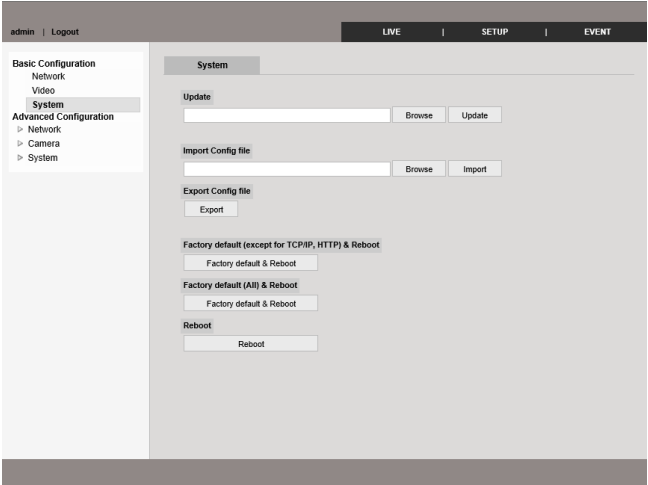 admin | Logout
LIVE | SETUP | EVENT
Basic Configuration
Network
Video
System
Advanced Configuration
Network
Camera
System
System
Update
Browse Update
Import Config file
Browse Import
Export Config file
Export
Factory default (except for TCP/IP, HTTP) & Reboot
Factory default & Reboot
Factory default (All) & Reboot
Factory default & Reboot
Reboot
Reboot